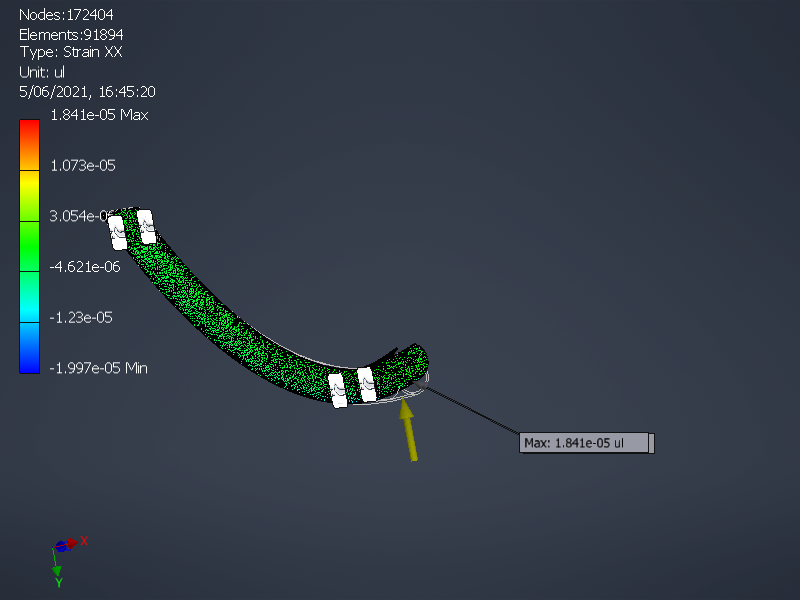 Nodes:172404
Elements:91894
Type: Strain XX
Unit: ul
5/06/2021, 16:45:20
1.841e-05 Max
1.073e-05
3.054e-06
-4.621e-06
-1.23e-05
-1.997e-05 Min
Max: 1.841e-05 ul
X
Y